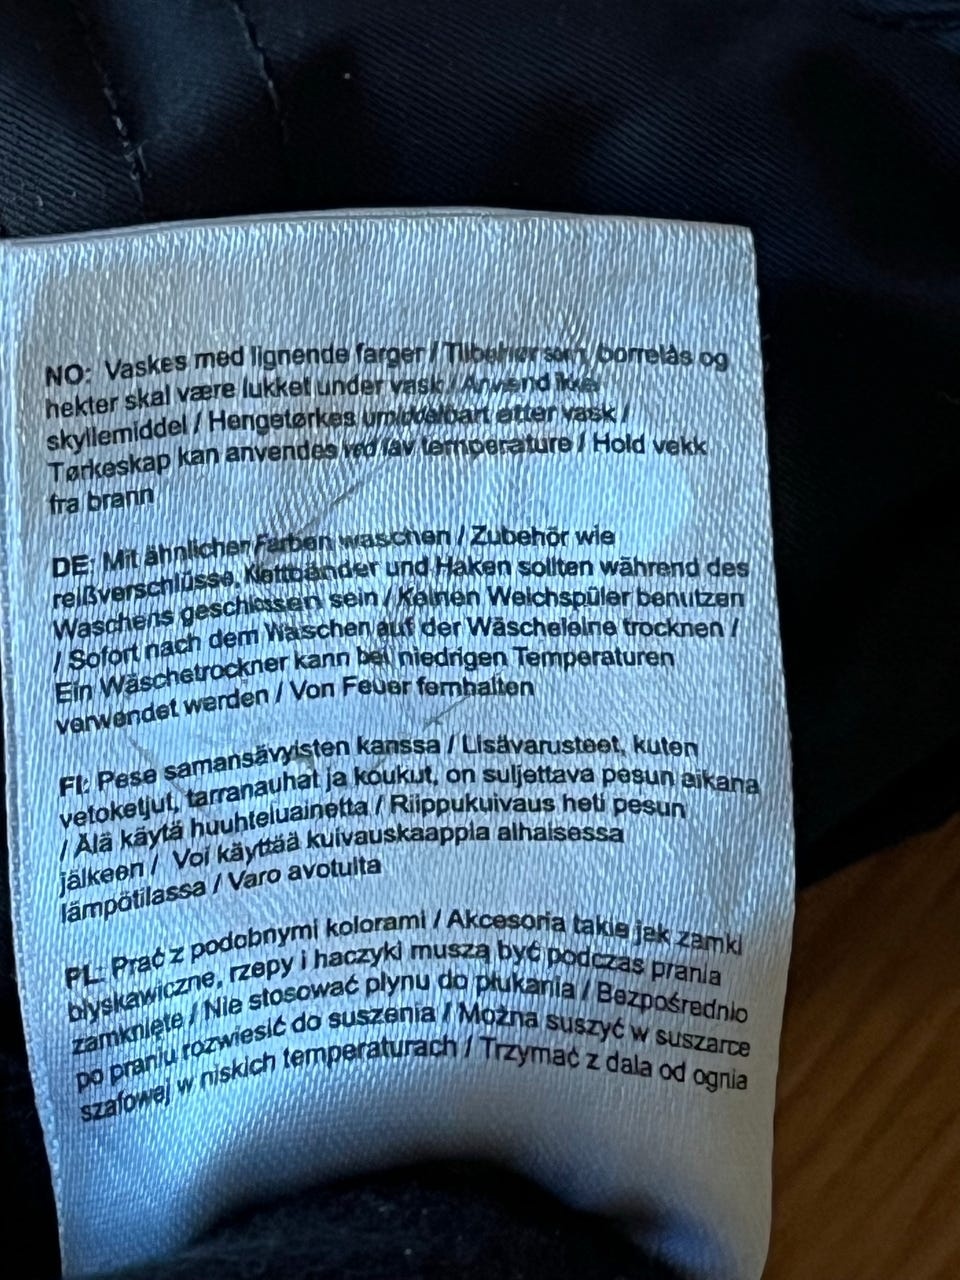 NO: Vaskes med lignende farger / Tilbehør som borrelås og
hekter skal være lukket under vask / Anvend ikke
skyllemiddel / Hengetørkes umiddelbart etter vask /
Tørkeskap kan anvendes ved lav temperature / Hold vekk
fra brann
DE: Mit ähnlichen Farben waschen / Zubehör wie
reißverschlüsse, Klettbänder und Haken sollten während des
Waschens geschlossen sein / Keinen Weichspüler benutzen
/ Sofort nach dem Waschen auf der Wäscheleine trocknen /
Ein Wäschetrockner kann bei niedrigen Temperaturen
verwendet werden / Von Feuer fernhalten
FI: Pese samansävyisten kanssa / Lisävarusteet, kuten
vetoketjut, tarranauhat ja koukut, on suljettava pesun aikana
/ Älä käytä huuhteluainetta / Riippukuivaus heti pesun
jälkeen / Voi käyttää kuivauskaappia alhaisessa
lämpötilassa / Varo avotulta
PL: Prać z podobnymi kolorami / Akcesoria takie jak zamki
błyskawiczne, rzepy i haczyki muszą być podczas prania
zamknięte / Nie stosować płynu do płukania / Bezpośrednio
po praniu rozwiesić do suszenia / Można suszyć w suszarce
szafowej w niskich temperaturach / Trzymać z dala od ognia